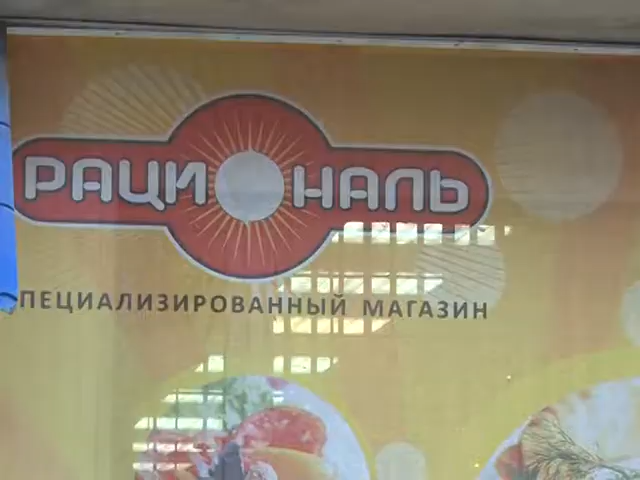 РАЦИОНАЛЬ
ПЕЦИАЛИЗИРОВАННЫЙ МАГАЗИН